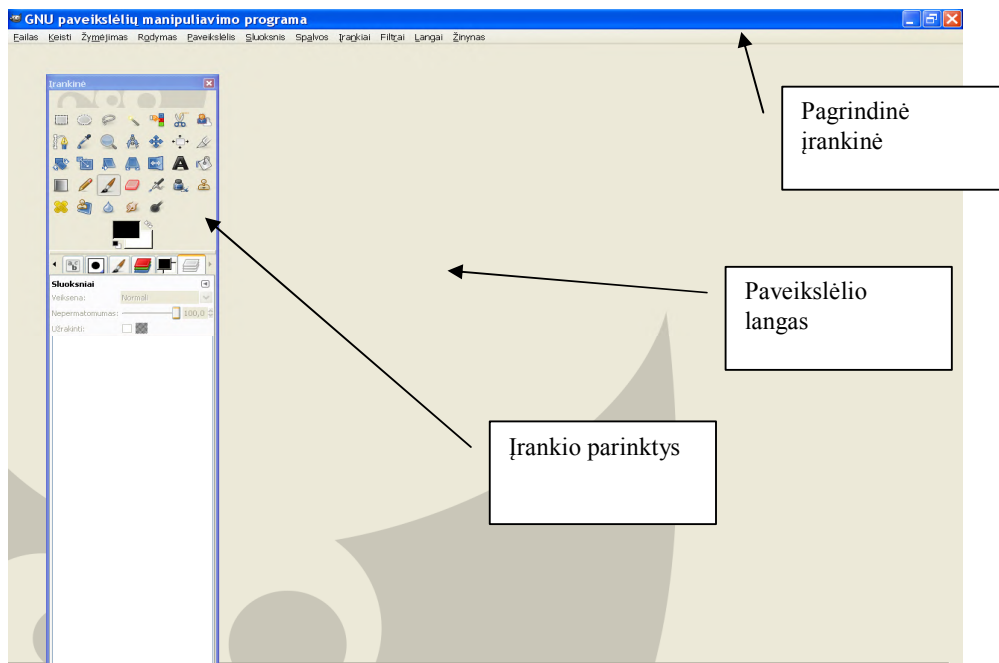 GNU paveikslėlių manipuliavimo programa
Failas Keisti Žymėjimas Rodymas Paveikslėlis Sluoksnis Spalvos Įrankiai Filtrai Langai Žinynas
Įrankinė
Pagrindinė
įrankinė
Sluoksniai
Veiksena: Normali
Nepermatomumas: 100,0
Užrakinti:
Paveikslėlio
langas
Įrankio parinktys